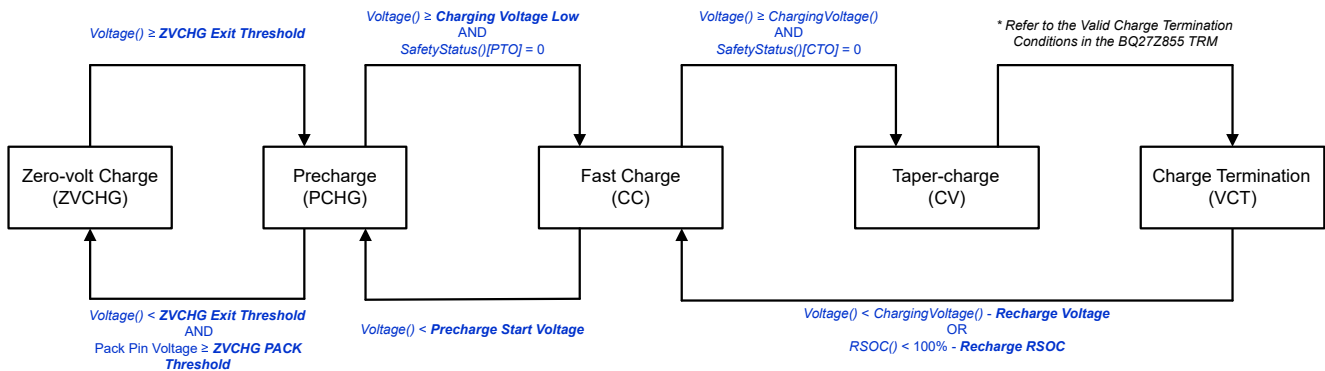 Voltage() ≥ ZVCHG Exit Threshold
Voltage() ≥ Charging Voltage Low
AND
SafetyStatus()[PTO] = 0
Voltage() ≥ ChargingVoltage()
AND
SafetyStatus()[CTO] = 0
* Refer to the Valid Charge Termination
Conditions in the BQ27Z855 TRM
Zero-volt Charge
(ZVCHG)
Precharge
(PCHG)
Fast Charge
(CC)
Taper-charge
(CV)
Charge Termination
(VCT)
Voltage() < ZVCHG Exit Threshold
AND
Pack Pin Voltage ≥ ZVCHG PACK
Threshold
Voltage() < Precharge Start Voltage
Voltage() < ChargingVoltage() - Recharge Voltage
OR
RSOC() < 100% - Recharge RSOC